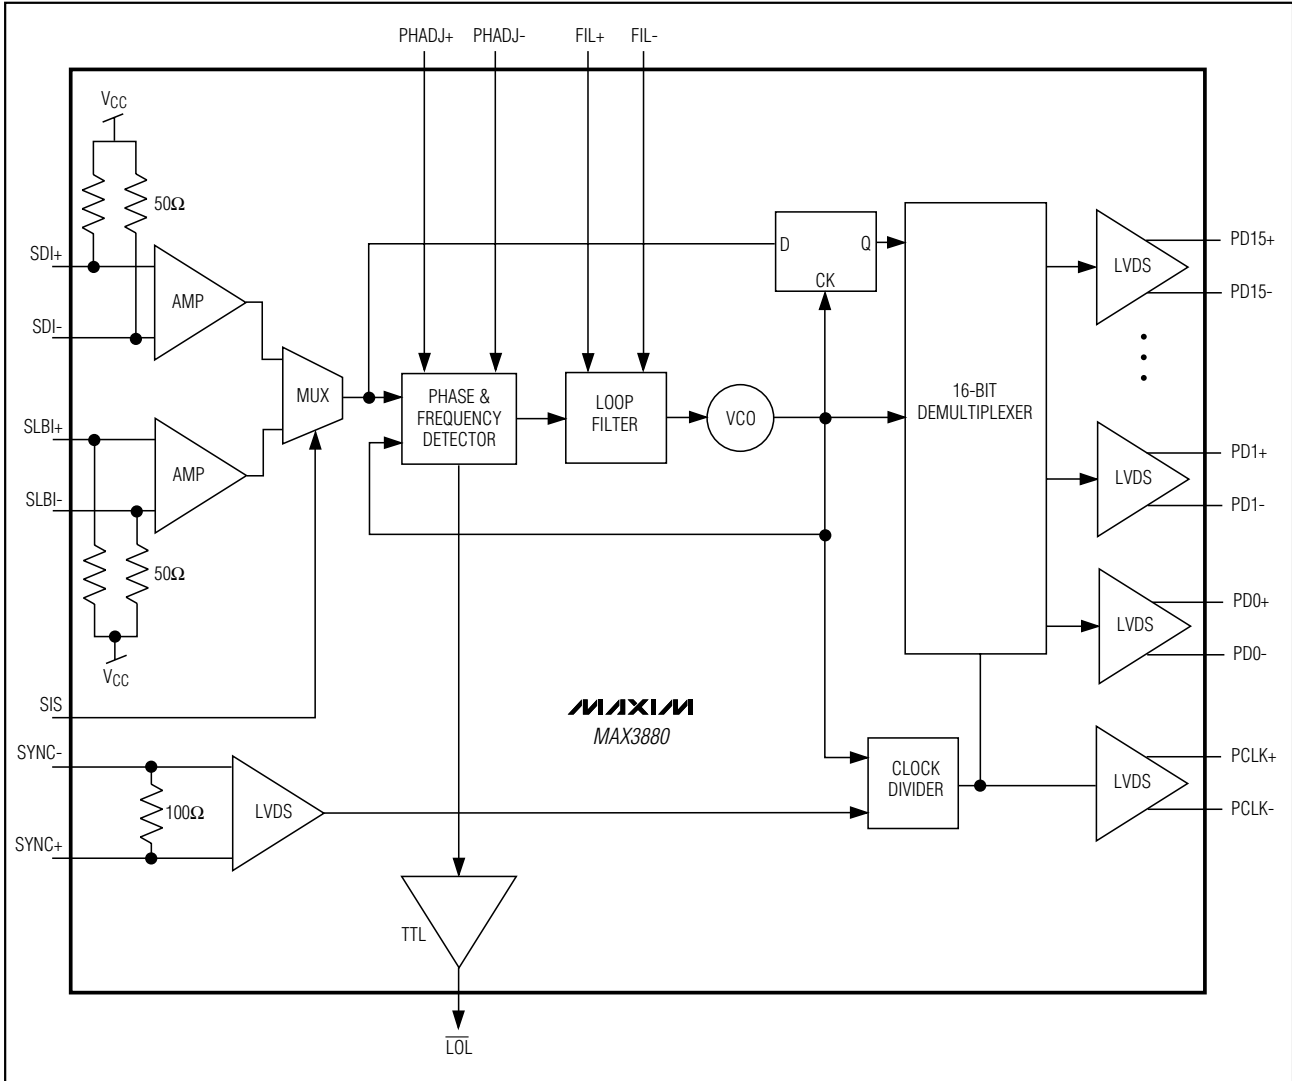 PHADJ+ PHADJ- FIL+ FIL-
VCC
50Ω
SDI+
AMP
SDI-
D Q
CK
LVDS
PD15+
PD15-
MUX
PHASE &
FREQUENCY
DETECTOR
LOOP
FILTER
VCO
16-BIT
DEMULTIPLEXER
SLBI+
AMP
SLBI-
LVDS
PD1+
PD1-
50Ω
VCC
LVDS
PD0+
PD0-
SIS
MAXIM
MAX3880
SYNC-
100Ω
LVDS
SYNC+
CLOCK
DIVIDER
LVDS
PCLK+
PCLK-
TTL
LOL